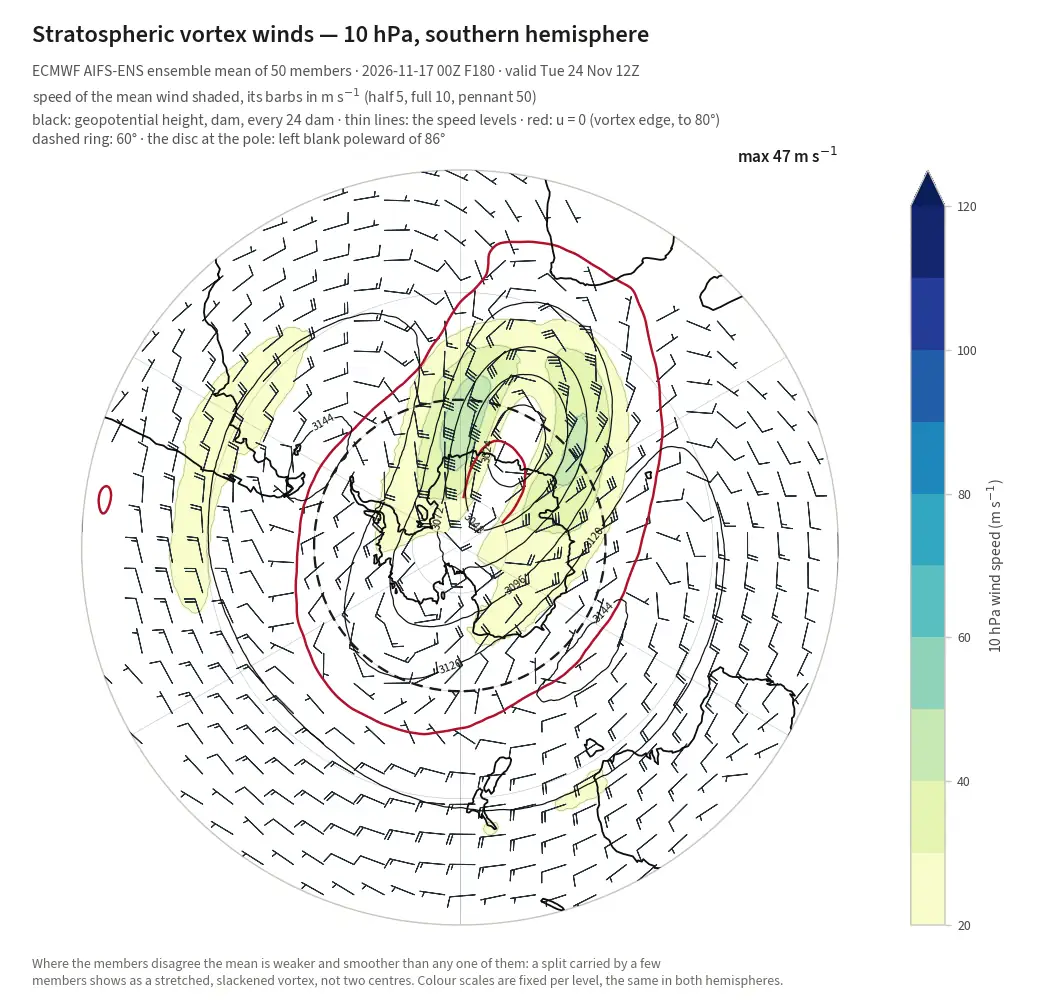 Stratospheric vortex winds — 10 hPa, southern hemisphere
ECMWF AIFS-ENS ensemble mean of 50 members · 2026-11-17 00Z F180 · valid Tue 24 Nov 12Z
speed of the mean wind shaded, its barbs in m s⁻¹ (half 5, full 10, pennant 50)
black: geopotential height, dam, every 24 dam · thin lines: the speed levels · red: u = 0 (vortex edge, to 80°)
dashed ring: 60° · the disc at the pole: left blank poleward of 86°
max 47 m s⁻¹
120
100
80
60
40
20
10 hPa wind speed (m s⁻¹)
3144
3072
3048
3120
3096
3144
3120
Where the members disagree the mean is weaker and smoother than any one of them: a split carried by a few
members shows as a stretched, slackened vortex, not two centres. Colour scales are fixed per level, the same in both hemispheres.